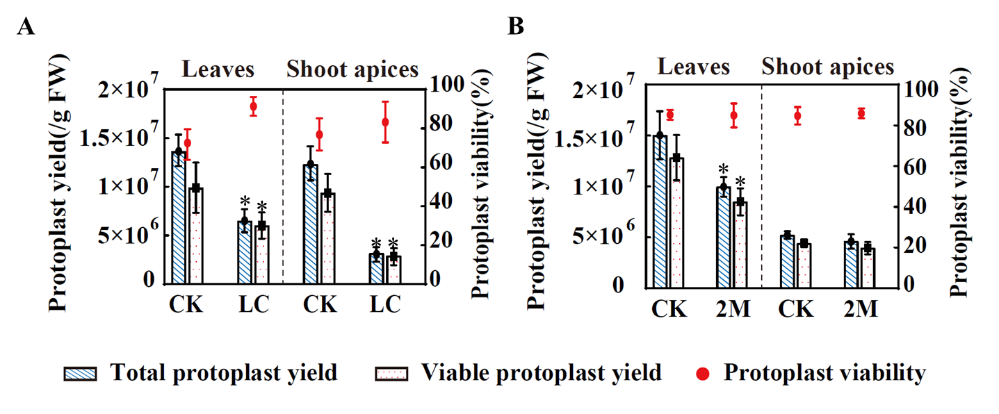 A
B
Leaves Shoot apices
Protoplast yield(/g FW)
2×10^7
1.5×10^7
1×10^7
5×10^6
0
100
80
60
40
20
0
Protoplast viability(%)
* * * *
CK LC CK LC
Leaves Shoot apices
Protoplast yield(/g FW)
2×10^7
1.5×10^7
1×10^7
5×10^6
0
100
80
60
40
20
0
Protoplast viability(%)
* *
CK 2M CK 2M
Total protoplast yield Viable protoplast yield Protoplast viability